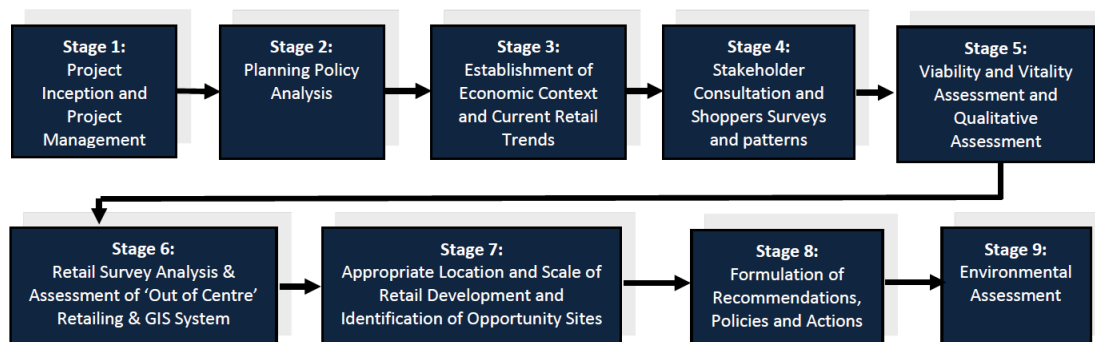 Stage 1:
Project
Inception and
Project
Management
Stage 2:
Planning Policy
Analysis
Stage 3:
Establishment of
Economic Context
and Current Retail
Trends
Stage 4:
Stakeholder
Consultation and
Shoppers Surveys
and patterns
Stage 5:
Viability and Vitality
Assessment and
Qualitative
Assessment
Stage 6:
Retail Survey Analysis &
Assessment of ‘Out of Centre’
Retailing & GIS System
Stage 7:
Appropriate Location and Scale of
Retail Development and
Identification of Opportunity Sites
Stage 8:
Formulation of
Recommendations,
Policies and Actions
Stage 9:
Environmental
Assessment